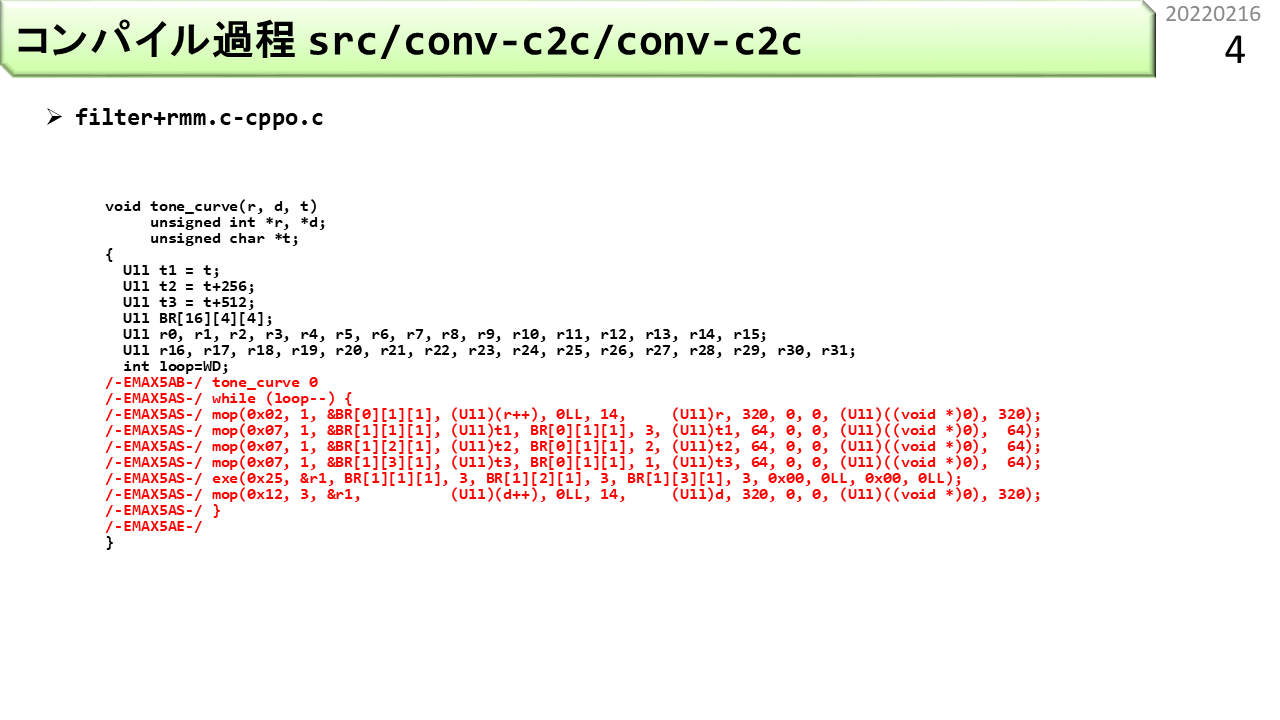 コンパイル過程 src/conv-c2c/conv-c2c
20220216
4
➢ filter+rmm.c-cppo.c
void tone_curve(r, d, t)
     unsigned int *r, *d;
     unsigned char *t;
{
  Ull t1 = t;
  Ull t2 = t+256;
  Ull t3 = t+512;
  Ull BR[16][4][4];
  Ull r0, r1, r2, r3, r4, r5, r6, r7, r8, r9, r10, r11, r12, r13, r14, r15;
  Ull r16, r17, r18, r19, r20, r21, r22, r23, r24, r25, r26, r27, r28, r29, r30, r31;
  int loop=WD;
/-EMAX5AB-/ tone_curve 0
/-EMAX5AS-/ while (loop--) {
/-EMAX5AS-/ mop(0x02, 1, &BR[0][1][1], (Ull)(r++), 0LL, 14,     (Ull)r, 320, 0, 0, (Ull)((void *)0), 320);
/-EMAX5AS-/ mop(0x07, 1, &BR[1][1][1], (Ull)t1, BR[0][1][1], 3, (Ull)t1, 64, 0, 0, (Ull)((void *)0),  64);
/-EMAX5AS-/ mop(0x07, 1, &BR[1][2][1], (Ull)t2, BR[0][1][1], 2, (Ull)t2, 64, 0, 0, (Ull)((void *)0),  64);
/-EMAX5AS-/ mop(0x07, 1, &BR[1][3][1], (Ull)t3, BR[0][1][1], 1, (Ull)t3, 64, 0, 0, (Ull)((void *)0),  64);
/-EMAX5AS-/ exe(0x25, &r1, BR[1][1][1], 3, BR[1][2][1], 3, BR[1][3][1], 3, 0x00, 0LL, 0x00, 0LL);
/-EMAX5AS-/ mop(0x12, 3, &r1,          (Ull)(d++), 0LL, 14,     (Ull)d, 320, 0, 0, (Ull)((void *)0), 320);
/-EMAX5AS-/ }
/-EMAX5AE-/
}